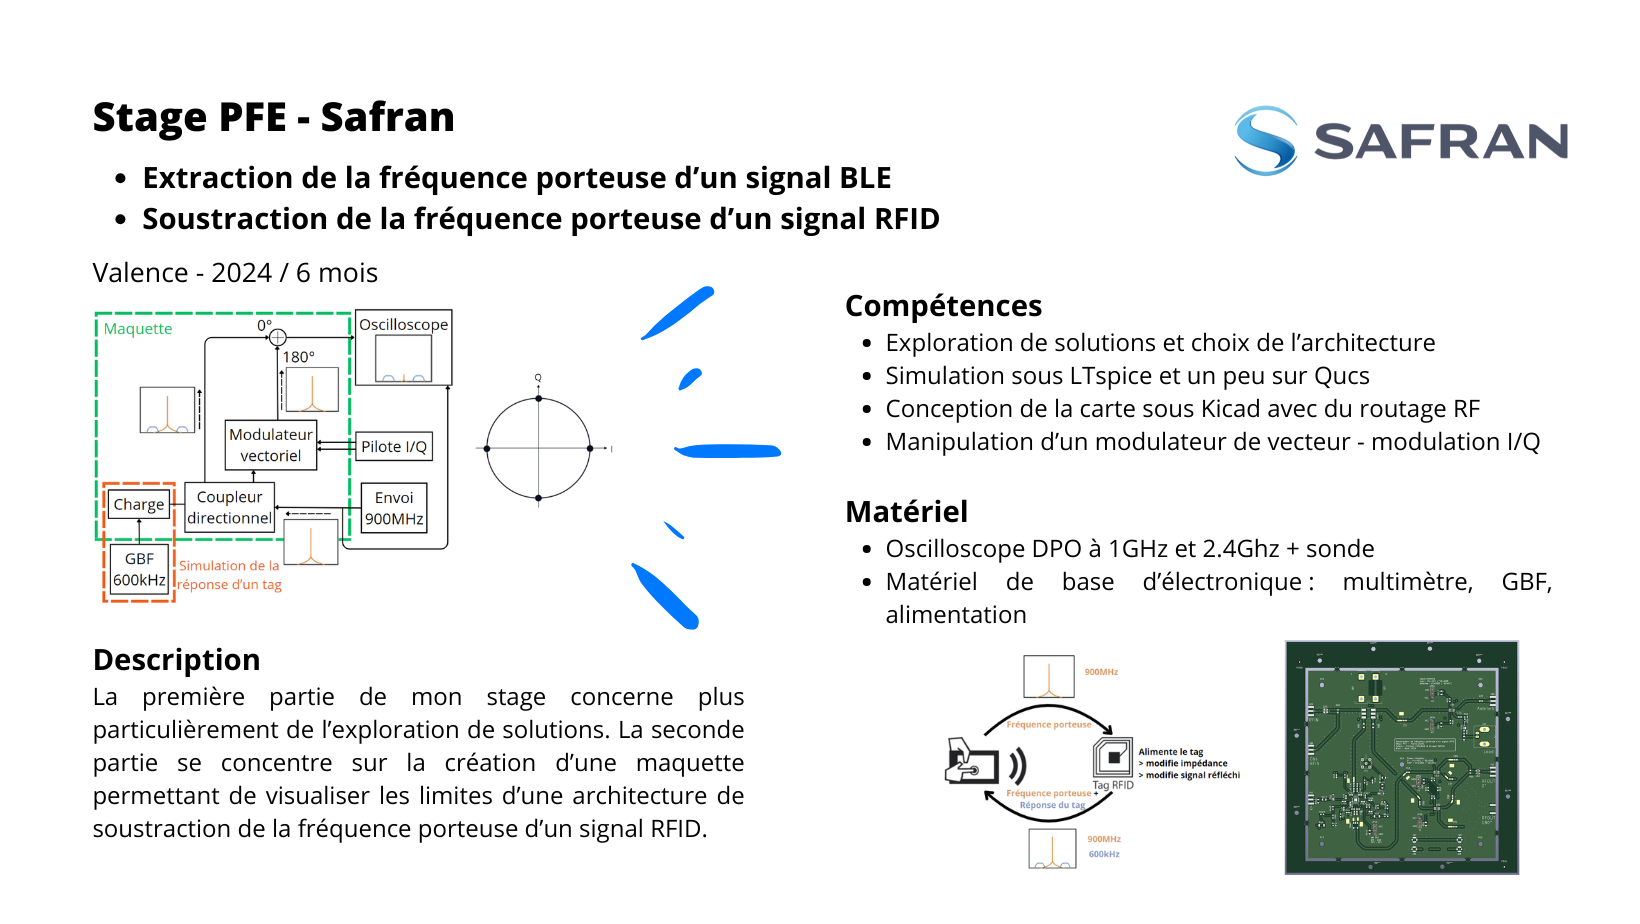 Stage PFE - Safran
SAFRAN
Extraction de la fréquence porteuse d'un signal BLE
Soustraction de la fréquence porteuse d'un signal RFID
Valence - 2024 / 6 mois
Maquette
0°
180°
Oscilloscope
Modulateur
vectoriel
Pilote I/Q
Charge
Coupleur
directionnel
Envoi
900MHz
GBF
600kHz
Simulation de la
réponse d'un tag
Q
I
Description
La première partie de mon stage concerne plus
particulièrement de l'exploration de solutions. La seconde
partie se concentre sur la création d'une maquette
permettant de visualiser les limites d'une architecture de
soustraction de la fréquence porteuse d'un signal RFID.
Compétences
Exploration de solutions et choix de l'architecture
Simulation sous LTspice et un peu sur Qucs
Conception de la carte sous Kicad avec du routage RF
Manipulation d'un modulateur de vecteur - modulation I/Q
Matériel
Oscilloscope DPO à 1GHz et 2.4Ghz + sonde
Matériel de base d'électronique : multimètre, GBF,
alimentation
900MHz
Fréquence porteuse
Alimente le tag
> modifie impédance
> modifie signal réfléchi
Tag RFID
Fréquence porteuse +
Réponse du tag
900MHz
600kHz